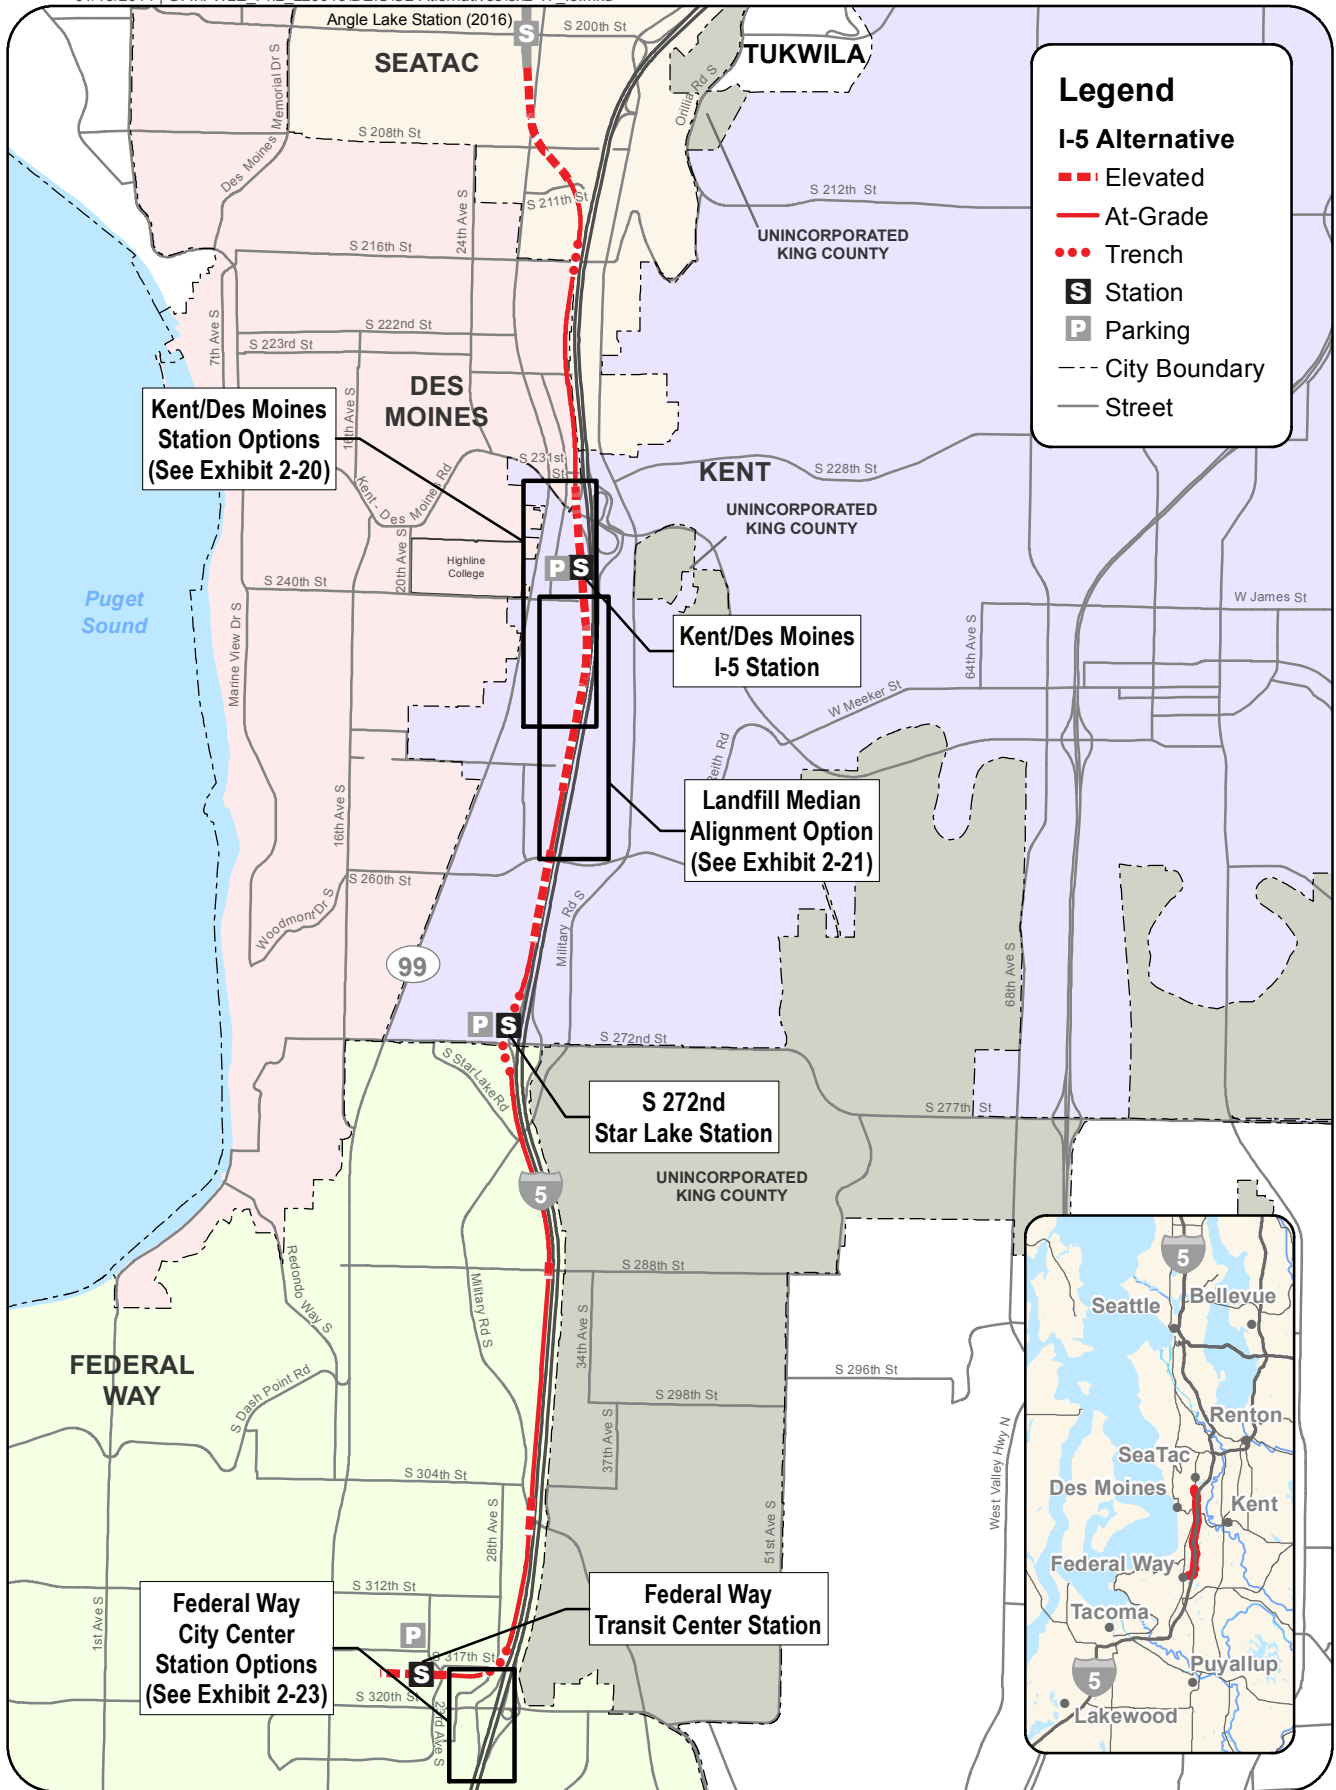 Angle Lake Station (2016)
S
S 200th St
SEATAC
TUKWILA
Orillia Rd S
Des Moines Memorial Dr S
S 208th St
Legend
I-5 Alternative
Elevated
At-Grade
Trench
S Station
P Parking
City Boundary
Street
S 212th St
S 211th St
24th Ave S
UNINCORPORATED
KING COUNTY
S 216th St
7th Ave S
S 222nd St
S 223rd St
DES
MOINES
16th Ave S
Kent/Des Moines
Station Options
(See Exhibit 2-20)
S 231st
St
KENT
S 228th St
Kent - Des Moines Rd
UNINCORPORATED
KING COUNTY
20th Ave S
Highline
College
P S
S 240th St
Puget
Sound
W James St
Marine View Dr S
64th Ave S
Kent/Des Moines
I-5 Station
W Meeker St
Reith Rd
Landfill Median
Alignment Option
(See Exhibit 2-21)
16th Ave S
S 260th St
Woodmont Dr S
Military Rd S
99
68th Ave S
P S
S 272nd St
S Star Lake Rd
S 272nd
Star Lake Station
S 277th St
UNINCORPORATED
KING COUNTY
5
Redondo Way S
Military Rd S
S 288th St
34th Ave S
FEDERAL
WAY
S Dash Point Rd
S 296th St
S 298th St
37th Ave S
West Valley Hwy N
S 304th St
28th Ave S
51st Ave S
1st Ave S
S 312th St
Federal Way
City Center
Station Options
(See Exhibit 2-23)
Federal Way
Transit Center Station
P
S 317th St
S
S 320th St
23rd Ave S
5
Seattle
Bellevue
Renton
SeaTac
Des Moines
Kent
Federal Way
Tacoma
Puyallup
5
Lakewood